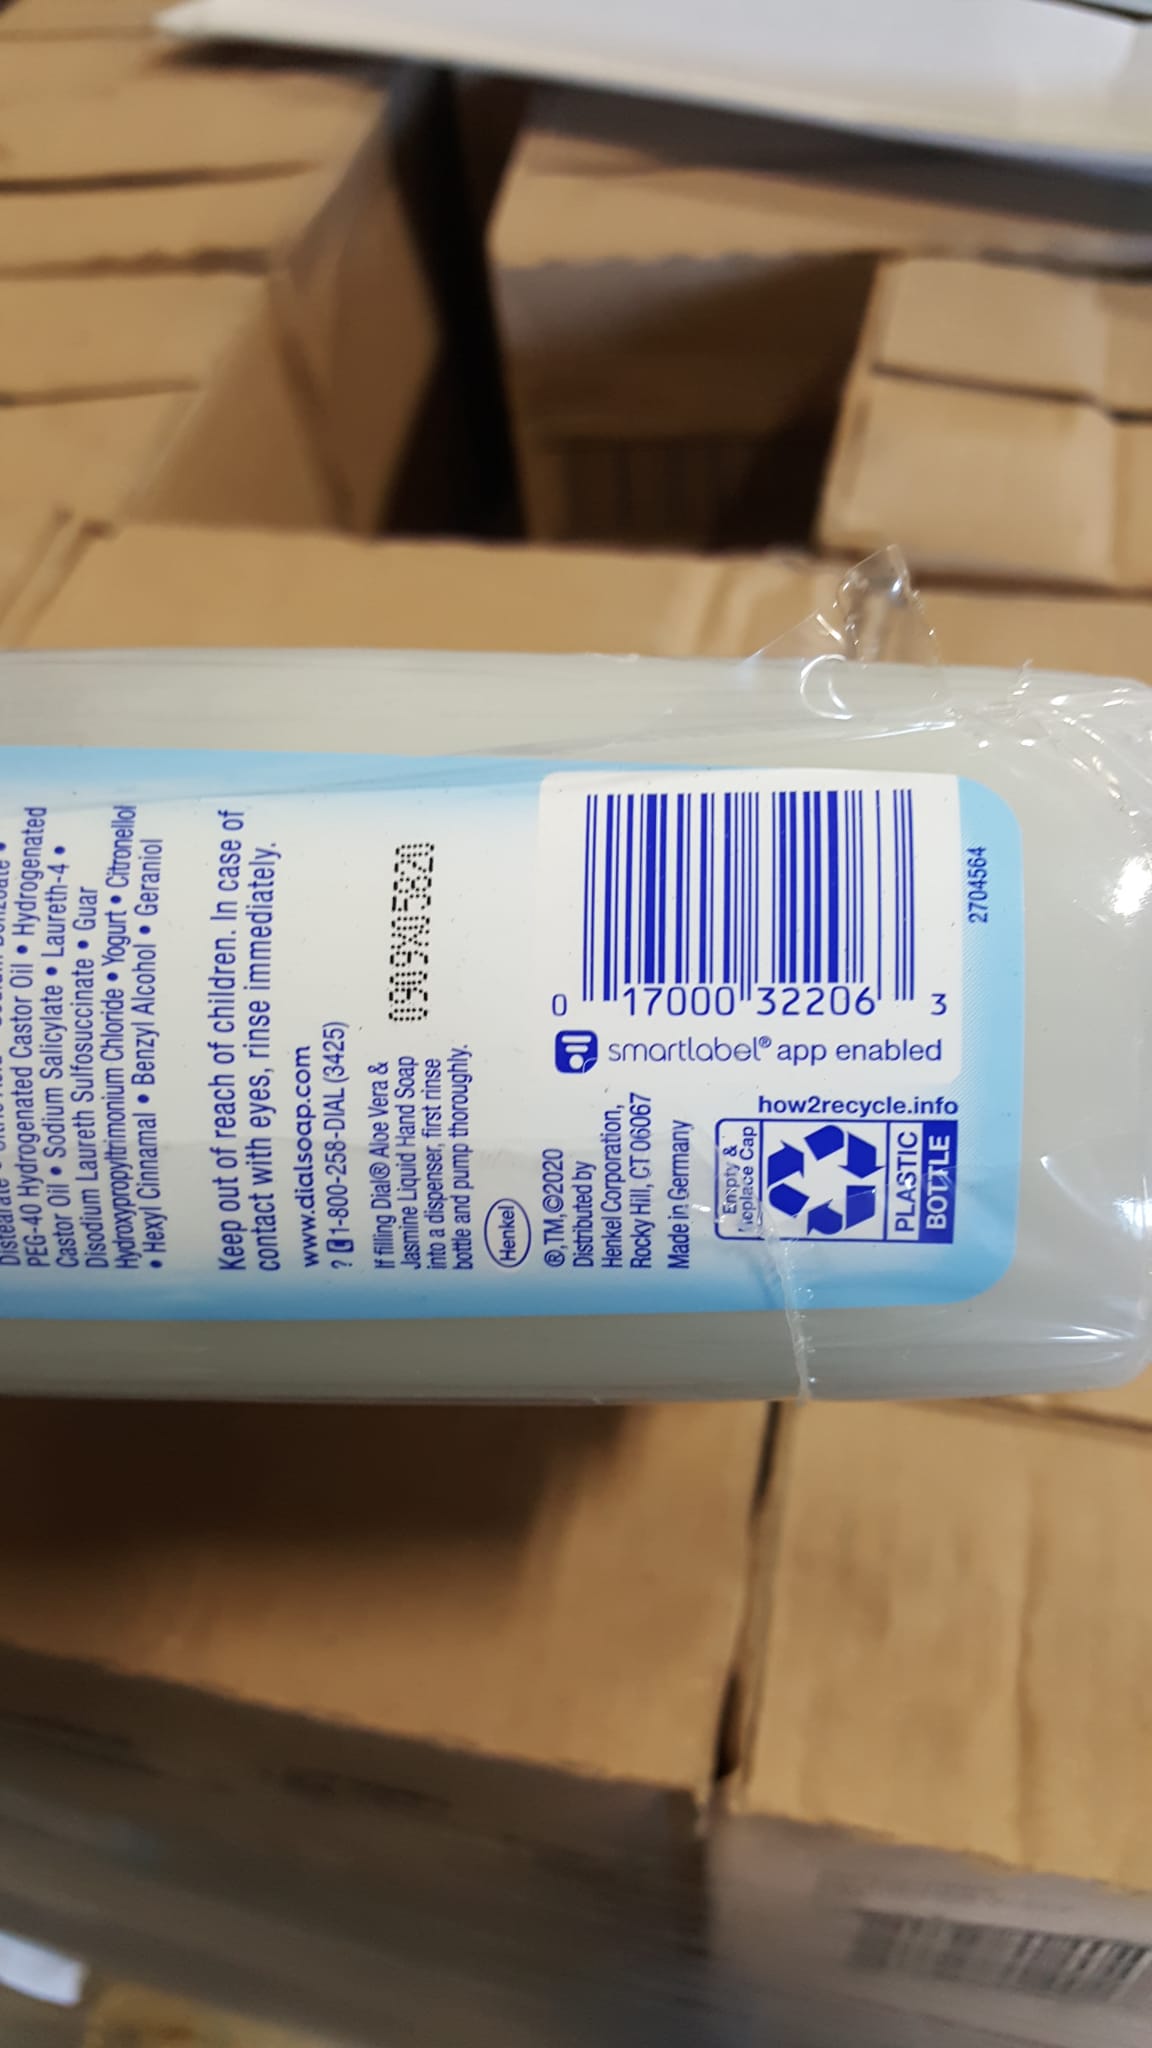 PEG-40 Hydrogenated Castor Oil • Hydrogenated
Castor Oil • Sodium Salicylate • Laureth-4 •
Disodium Laureth Sulfosuccinate • Guar
Hydroxypropyltrimonium Chloride • Yogurt • Citronellol
• Hexyl Cinnamal • Benzyl Alcohol • Geraniol
Keep out of reach of children. In case of
contact with eyes, rinse immediately.
www.dialsoap.com
? 1-800-258-DIAL (3425)
If filling Dial® Aloe Vera &
Jasmine Liquid Hand Soap
into a dispenser, first rinse
bottle and pump thoroughly.
0909X05820
Henkel
®,TM,©2020
Distributed by
Henkel Corporation,
Rocky Hill, CT 06067
Made in Germany
0 17000 32206 3
smartlabel® app enabled
how2recycle.info
Empty &
Replace Cap
PLASTIC
BOTTLE
2704564